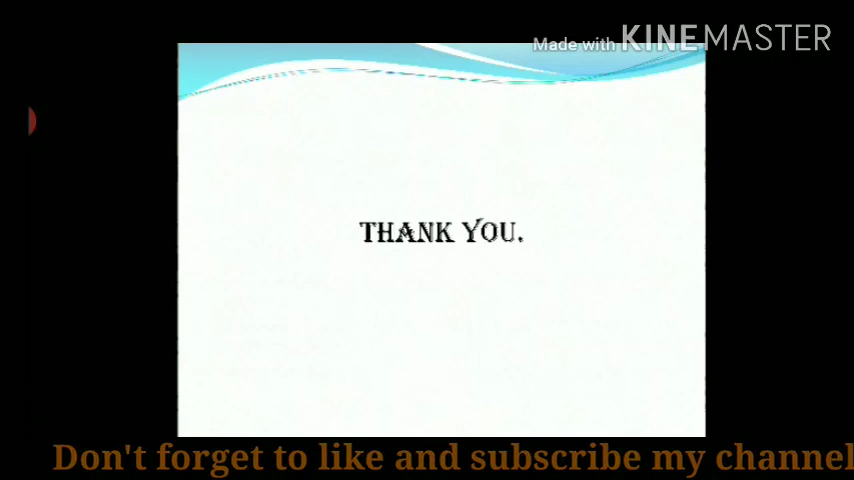 Made with KINEMASTER
THANK YOU.
Don't forget to like and subscribe my channel